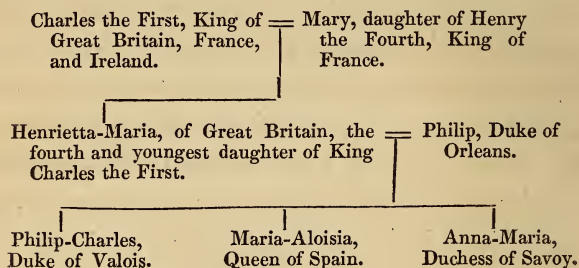 Charles the First, King of
Great Britain, France,
and Ireland.
Mary, daughter of Henry
the Fourth, King of
France.
Henrietta-Maria, of Great Britain, the
fourth and youngest daughter of King
Charles the First.
Philip, Duke of
Orleans.
Philip-Charles,
Duke of Valois.
Maria-Aloisia,
Queen of Spain.
Anna-Maria,
Duchess of Savoy.